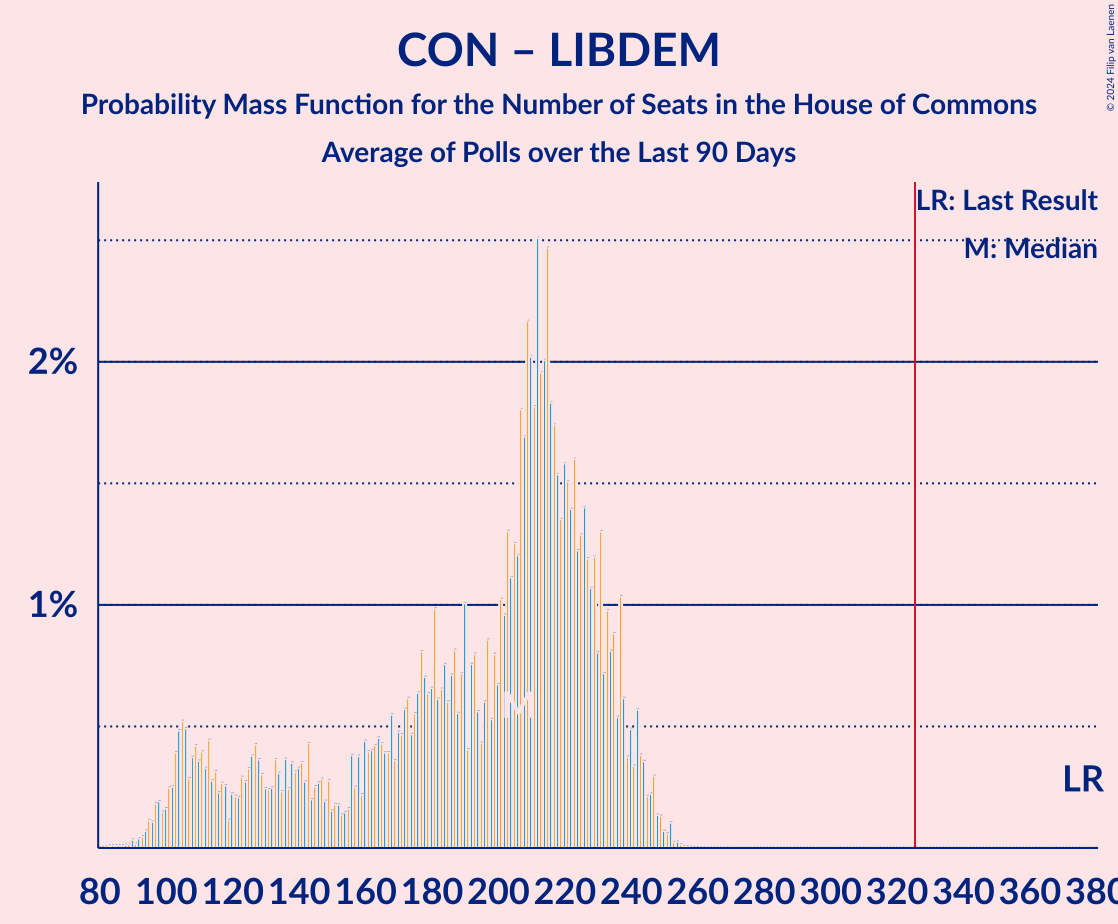 CON – LIBDEM
Probability Mass Function for the Number of Seats in the House of Commons
Average of Polls over the Last 90 Days
© 2024 Filip van Laenen
LR: Last Result
M: Median
2%
1%
M
LR
80 100 120 140 160 180 200 220 240 260 280 300 320 340 360 380